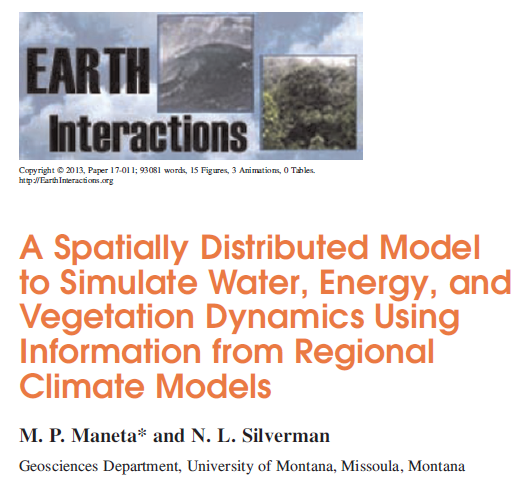 EARTH
Interactions
Copyright © 2013, Paper 17-011; 93081 words, 15 Figures, 3 Animations, 0 Tables.
http://EarthInteractions.org
A Spatially Distributed Model
to Simulate Water, Energy, and
Vegetation Dynamics Using
Information from Regional
Climate Models
M. P. Maneta* and N. L. Silverman
Geosciences Department, University of Montana, Missoula, Montana